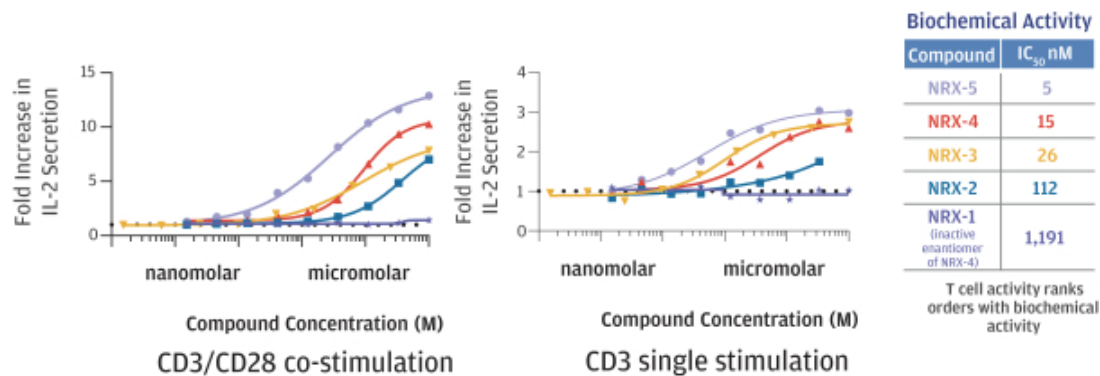 Fold Increase in
IL-2 Secretion
15
10
5
0
nanomolar
micromolar
Compound Concentration (M)
CD3/CD28 co-stimulation
Fold Increase in
IL-2 Secretion
4
3
2
1
0
nanomolar
micromolar
Compound Concentration (M)
CD3 single stimulation
Biochemical Activity
Compound IC50 nM
NRX-5 5
NRX-4 15
NRX-3 26
NRX-2 112
NRX-1
(inactive
enantiomer
of NRX-4)
1,191
T cell activity ranks
orders with biochemical
activity